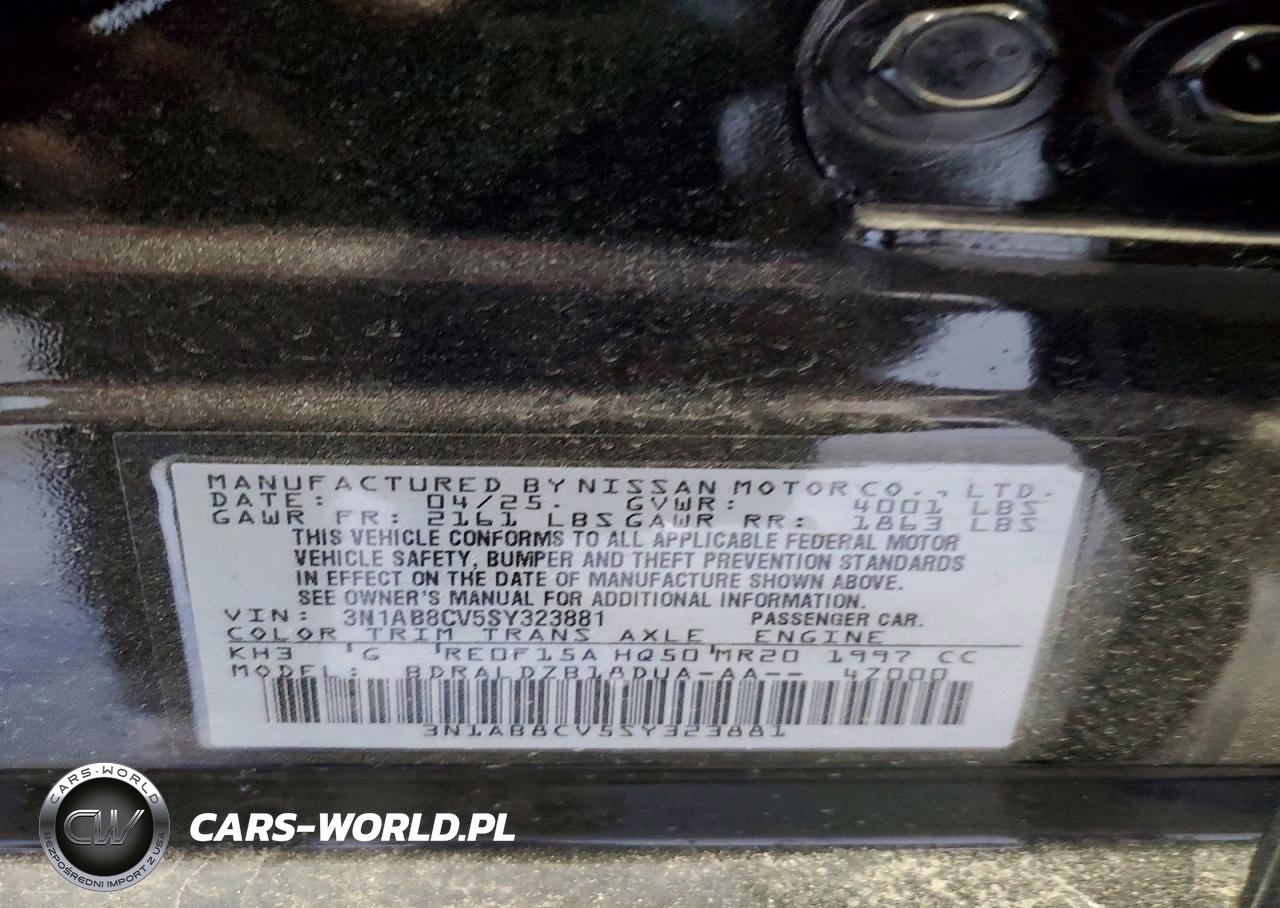 MANUFACTURED BY NISSAN MOTOR CO., LTD.
DATE: 04/25. GVWR: 4001 LBS
GAWR FR: 2161 LBS GAWR RR: 1863 LBS
THIS VEHICLE CONFORMS TO ALL APPLICABLE FEDERAL MOTOR
VEHICLE SAFETY, BUMPER AND THEFT PREVENTION STANDARDS
IN EFFECT ON THE DATE OF MANUFACTURE SHOWN ABOVE.
SEE OWNER'S MANUAL FOR ADDITIONAL INFORMATION.
VIN: 3N1AB8CV5SY323881 PASSENGER CAR.
COLOR TRIM TRANS AXLE ENGINE
KH3 'G 'RE0F15A HQ50'MR20 1997 CC
MODEL: BDRALDZB18DUA-AA-- 47000
3N1AB8CV5SY323881
CARS-WORLD
CW
BEZPOŚREDNI IMPORT Z USA
CARS-WORLD.PL